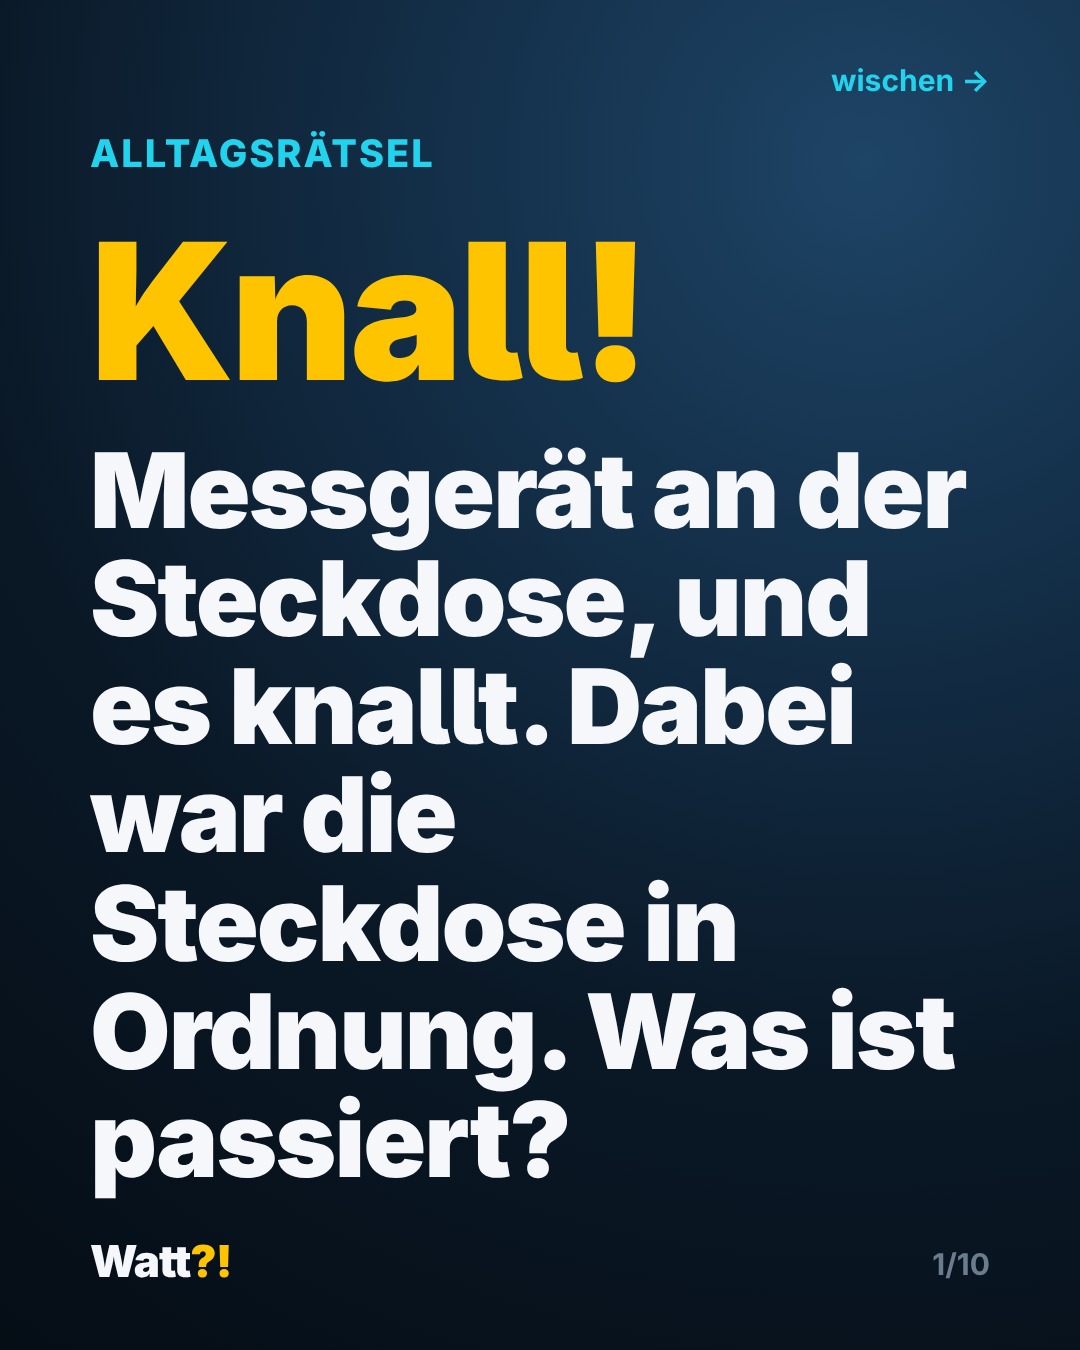 wischen →
ALLTAGSRÄTSEL
Knall!
Messgerät an der
Steckdose, und
es knallt. Dabei
war die
Steckdose in
Ordnung. Was ist
passiert?
Watt?!
1/10